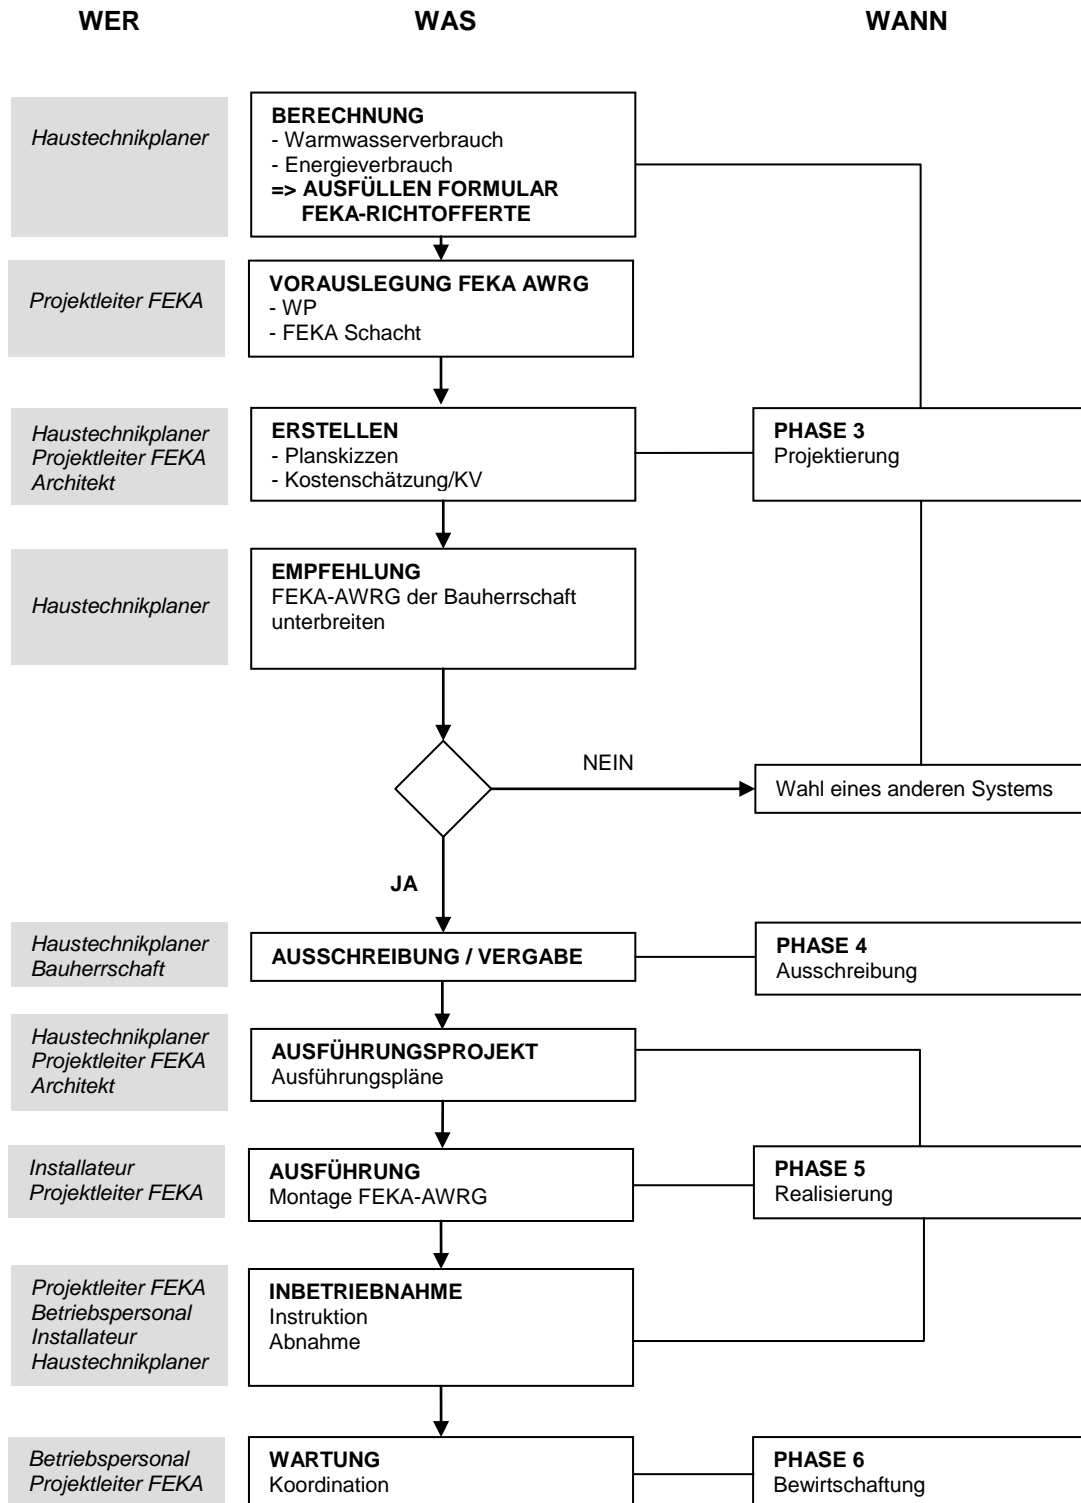 WER WAS WANN
Haustechnikplaner
BERECHNUNG
- Warmwasserverbrauch
- Energieverbrauch
=> AUSFÜLLEN FORMULAR
FEKA-RICHTOFFERTE
Projektleiter FEKA
VORAUSLEGUNG FEKA AWRG
- WP
- FEKA Schacht
Haustechnikplaner
Projektleiter FEKA
Architekt
ERSTELLEN
- Planskizzen
- Kostenschätzung/KV
PHASE 3
Projektierung
Haustechnikplaner
EMPFEHLUNG
FEKA-AWRG der Bauherrschaft
unterbreiten
NEIN
Wahl eines anderen Systems
JA
Haustechnikplaner
Bauherrschaft
AUSSCHREIBUNG / VERGABE
PHASE 4
Ausschreibung
Haustechnikplaner
Projektleiter FEKA
Architekt
AUSFÜHRUNGSPROJEKT
Ausführungspläne
Installateur
Projektleiter FEKA
AUSFÜHRUNG
Montage FEKA-AWRG
PHASE 5
Realisierung
Projektleiter FEKA
Betriebspersonal
Installateur
Haustechnikplaner
INBETRIEBNAHME
Instruktion
Abnahme
Betriebspersonal
Projektleiter FEKA
WARTUNG
Koordination
PHASE 6
Bewirtschaftung